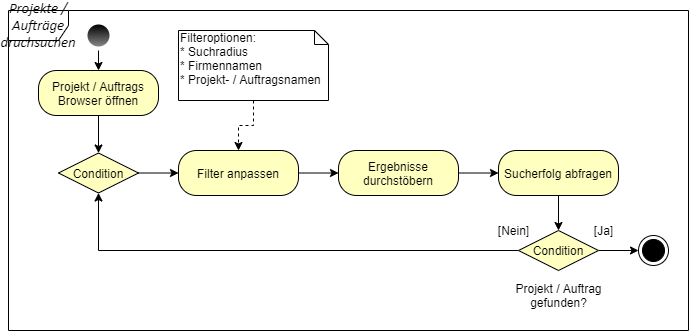 Projekte /
Aufträge
druchsuchen
Filteroptionen:
* Suchradius
* Firmennamen
* Projekt- / Auftragsnamen
Projekt / Auftrags
Browser öffnen
Condition
Filter anpassen
Ergebnisse
durchstöbern
Sucherfolg abfragen
[Nein]
[Ja]
Condition
Projekt / Auftrag
gefunden?